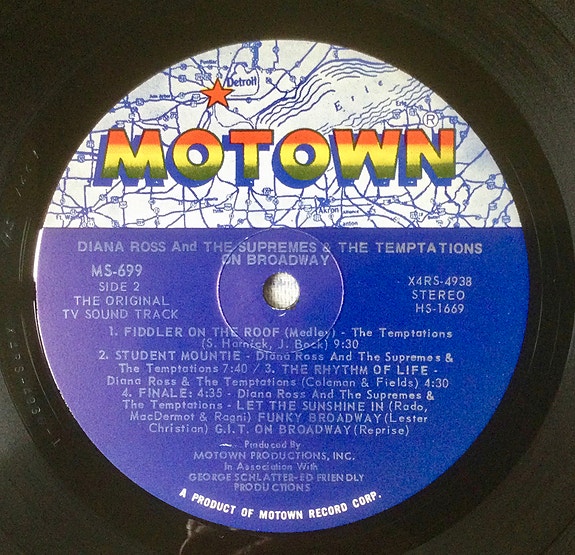 Detroit
Erie
Erie
MOTOWN®
Akron
Canton
DIANA ROSS And THE SUPREMES & THE TEMPTATIONS
ON BROADWAY
MS-699
SIDE 2
THE ORIGINAL
TV SOUND TRACK
X4RS-4938
STEREO
HS-1669
1. FIDDLER ON THE ROOF (Medley) - The Temptations
(S. Harnick, J. Bock) 9:30
2. STUDENT MOUNTIE - Diana Ross And The Supremes &
The Temptations 7:40 / 3. THE RHYTHM OF LIFE -
Diana Ross & The Temptations (Coleman & Fields) 4:30
4. FINALE: 4:35 - Diana Ross And The Supremes &
The Temptations - LET THE SUNSHINE IN (Rado,
MacDermot & Ragni) FUNKY BROADWAY (Lester
Christian) G.I.T. ON BROADWAY (Reprise)
Produced By
MOTOWN PRODUCTIONS, INC.
In Association With
GEORGE SCHLATTER-ED FRIENDLY
PRODUCTIONS
A PRODUCT OF MOTOWN RECORD CORP.